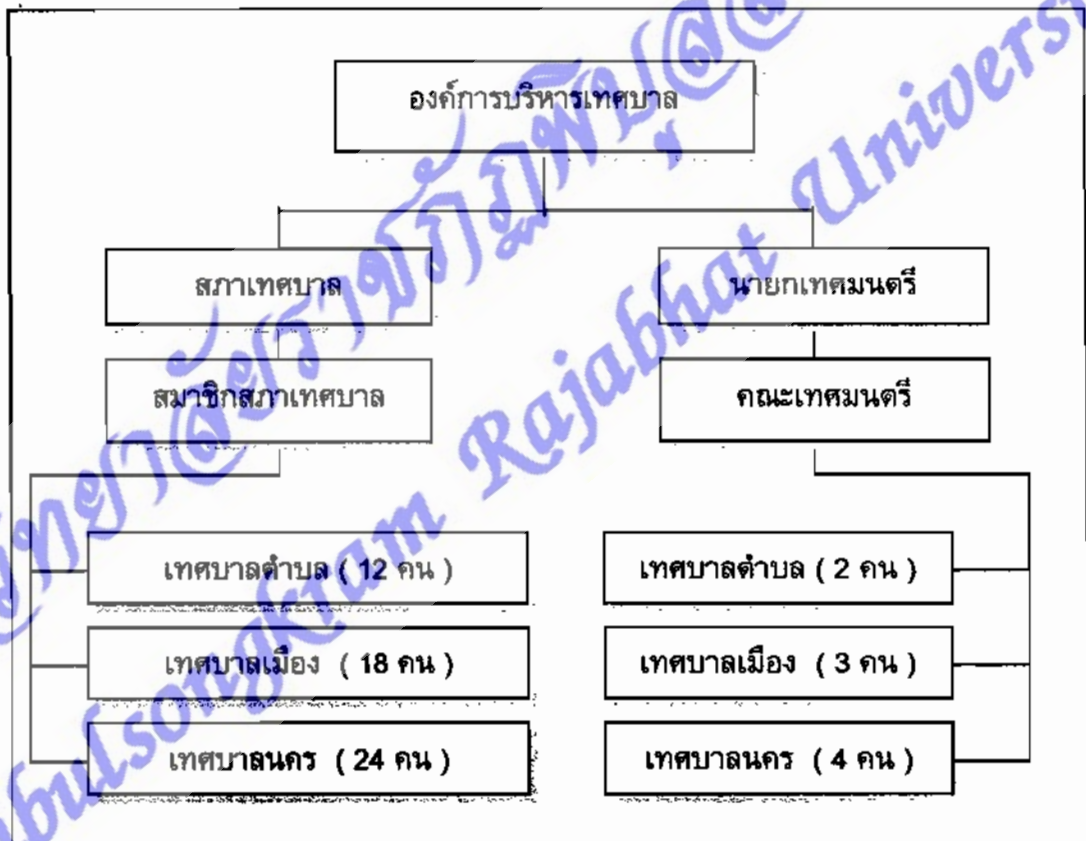 องค์การบริหารเทศบาล
สภาเทศบาล
นายกเทศมนตรี
สมาชิกสภาเทศบาล
คณะเทศมนตรี
เทศบาลตำบล ( 12 คน )
เทศบาลตำบล ( 2 คน )
เทศบาลเมือง ( 18 คน )
เทศบาลเมือง ( 3 คน )
เทศบาลนคร ( 24 คน )
เทศบาลนคร ( 4 คน )
Rajabhat